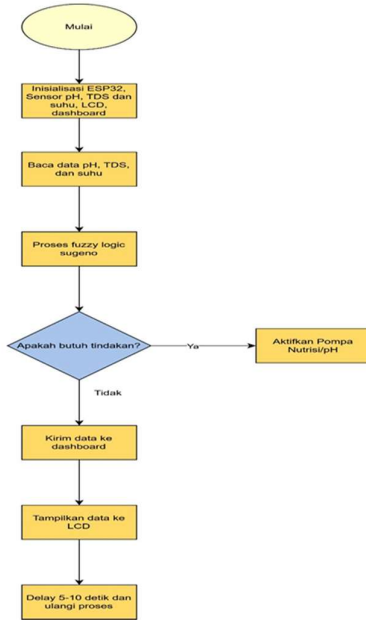 Mulai
Inisialisasi ESP32,
Sensor pH, TDS dan
suhu, LCD,
dashboard
Baca data pH, TDS,
dan suhu
Proses fuzzy logic
sugeno
Apakah butuh tindakan?
Ya
Aktifkan Pompa
Nutrisi/pH
Tidak
Kirim data ke
dashboard
Tampilkan data ke
LCD
Delay 5-10 detik dan
ulangi proses